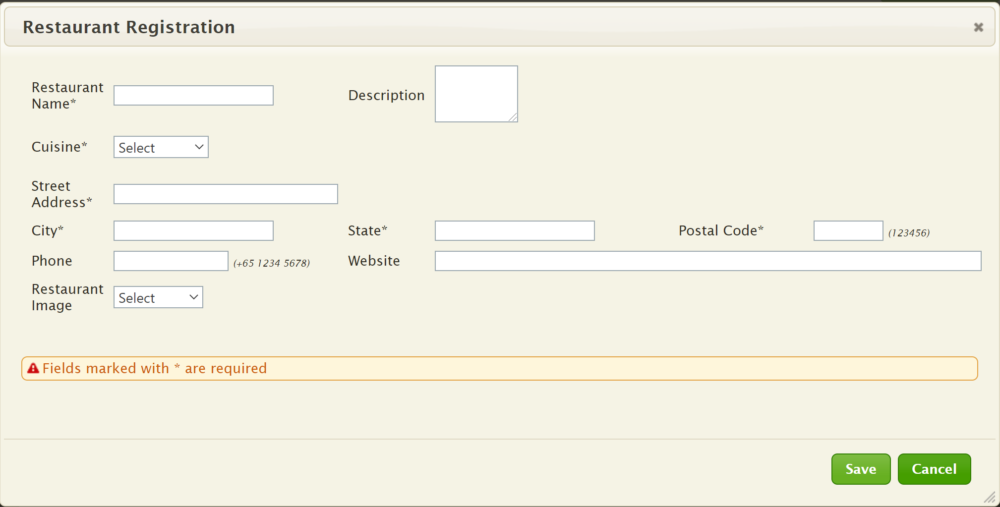 Restaurant Registration
Restaurant
Name*
Description
Cuisine*
Select
Street
Address*
City*
State*
Postal Code*
(123456)
Phone
(+65 1234 5678)
Website
Restaurant
Image
Select
Fields marked with * are required
Save
Cancel